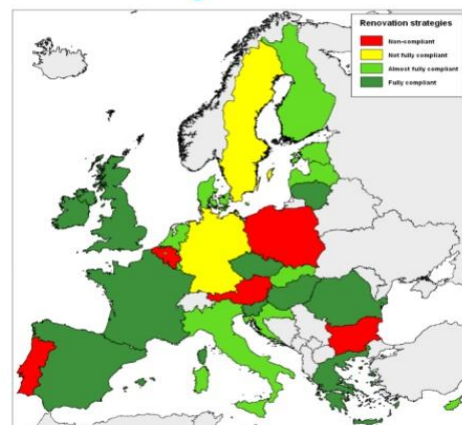 Renovation strategies
Non-compliant
Not fully compliant
Almost fully compliant
Fully compliant